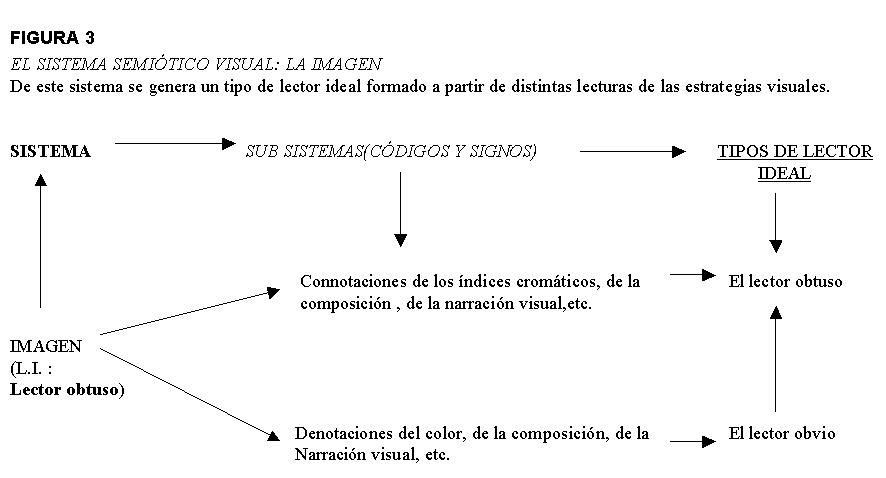 FIGURA 3
EL SISTEMA SEMIÓTICO VISUAL: LA IMAGEN
De este sistema se genera un tipo de lector ideal formado a partir de distintas lecturas de las estrategias visuales.
SISTEMA
SUB SISTEMAS(CÓDIGOS Y SIGNOS)
TIPOS DE LECTOR
IDEAL
Connotaciones de los índices cromáticos, de la
composición , de la narración visual,etc.
El lector obtuso
IMAGEN
(L.I. :
Lector obtuso)
Denotaciones del color, de la composición, de la
Narración visual, etc.
El lector obvio